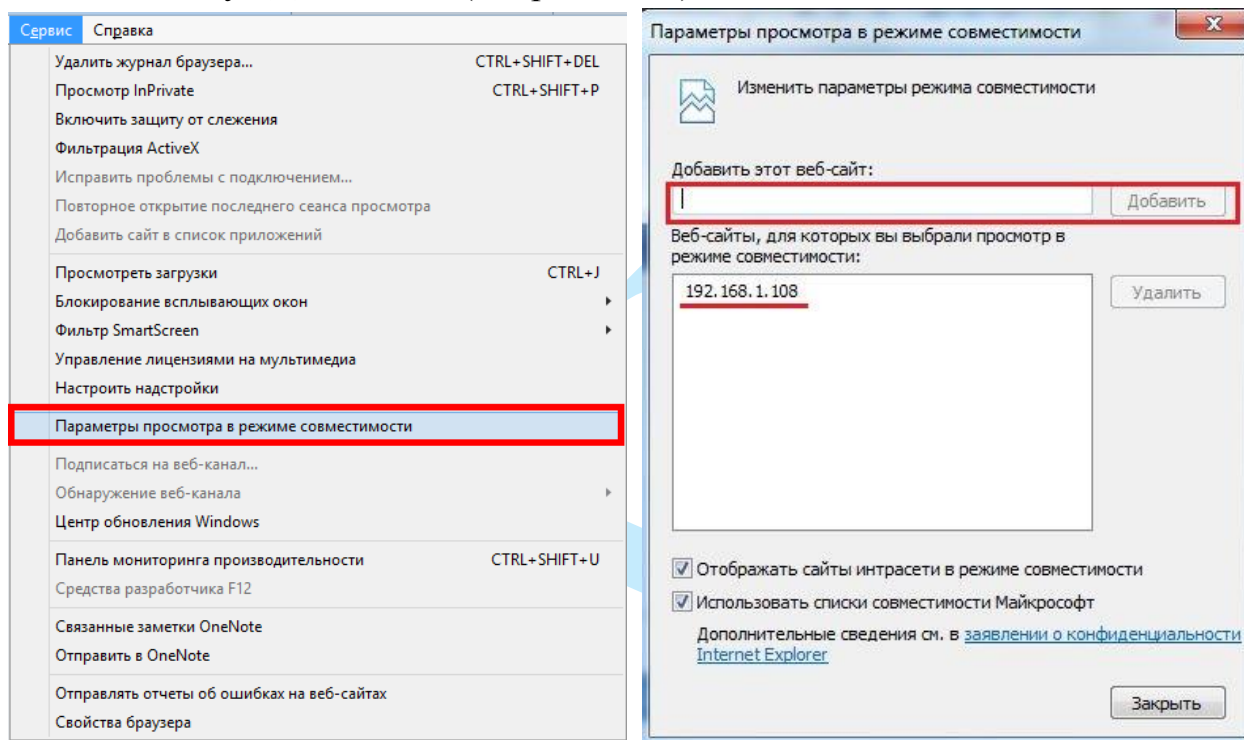 Сервис Справка
Удалить журнал браузера... CTRL+SHIFT+DEL
Просмотр InPrivate CTRL+SHIFT+P
Включить защиту от слежения
Фильтрация ActiveX
Исправить проблемы с подключением...
Повторное открытие последнего сеанса просмотра
Добавить сайт в список приложений
Просмотреть загрузки CTRL+J
Блокирование всплывающих окон
Фильтр SmartScreen
Управление лицензиями на мультимедиа
Настроить надстройки
Параметры просмотра в режиме совместимости
Подписаться на веб-канал...
Обнаружение веб-канала
Центр обновления Windows
Панель мониторинга производительности CTRL+SHIFT+U
Средства разработчика F12
Связанные заметки OneNote
Отправить в OneNote
Отправлять отчеты об ошибках на веб-сайтах
Свойства браузера
Параметры просмотра в режиме совместимости
Изменить параметры режима совместимости
Добавить этот веб-сайт:
Добавить
Веб-сайты, для которых вы выбрали просмотр в
режиме совместимости:
192.168.1.108
Удалить
Отображать сайты интрасети в режиме совместимости
Использовать списки совместимости Майкрософт
Дополнительные сведения см. в заявлении о конфиденциальности
Internet Explorer
Закрыть